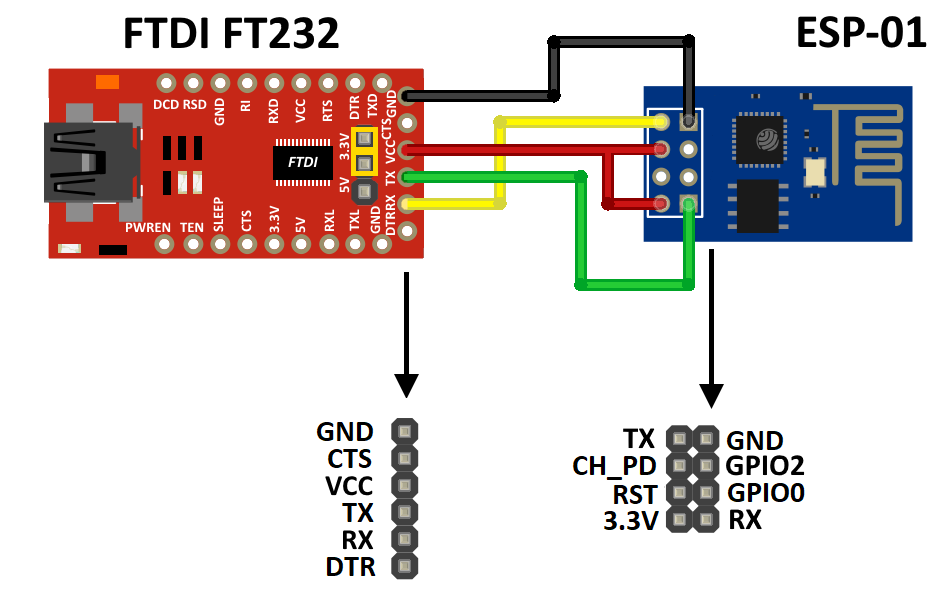 FTDI FT232
ESP-01
DCD
RSD
GND
RI
RXD
VCC
RTS
DTR
TXD
GND
CTS
VCC
TX
RX
DTR
3.3V
5V
FTDI
PWREN
TEN
SLEEP
CTS
3.3V
5V
RXL
TXL
GND
GND
CTS
VCC
TX
RX
DTR
TX
GND
CH_PD
GPIO2
RST
GPIO0
3.3V
RX